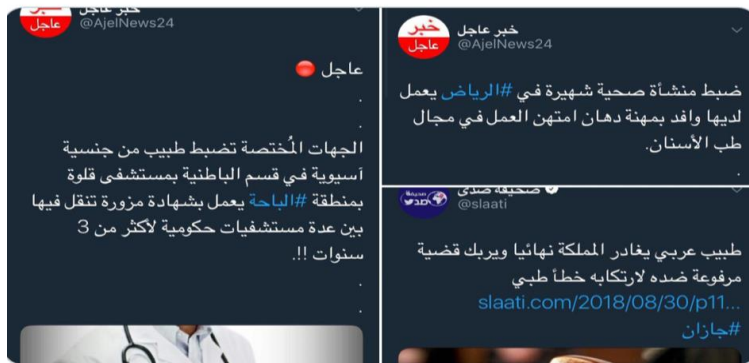 خبر عاجل
@AjelNews24
خبر
عاجل
ضبط منشأة صحية شهيرة في #الرياض يعمل
لديها وافد بمهنة دهان امتهن العمل في مجال
طب الأسنان.
.
صحيفة صدى
@slaati
صحيفة
صدى
طبيب عربي يغادر المملكة نهائيا ويربك قضية
مرفوعة ضده لارتكابه خطأ طبي
slaati.com/2018/08/30/p11...
#جازان
خبر عاجل
@AjelNews24
خبر
عاجل
عاجل 🔴
.
.
الجهات المُختصة تضبط طبيب من جنسية
آسيوية في قسم الباطنية بمستشفى قلوة
بمنطقة #الباحة يعمل بشهادة مزورة تنقل فيها
بين عدة مستشفيات حكومية لأكثر من 3
سنوات !!.
.
.